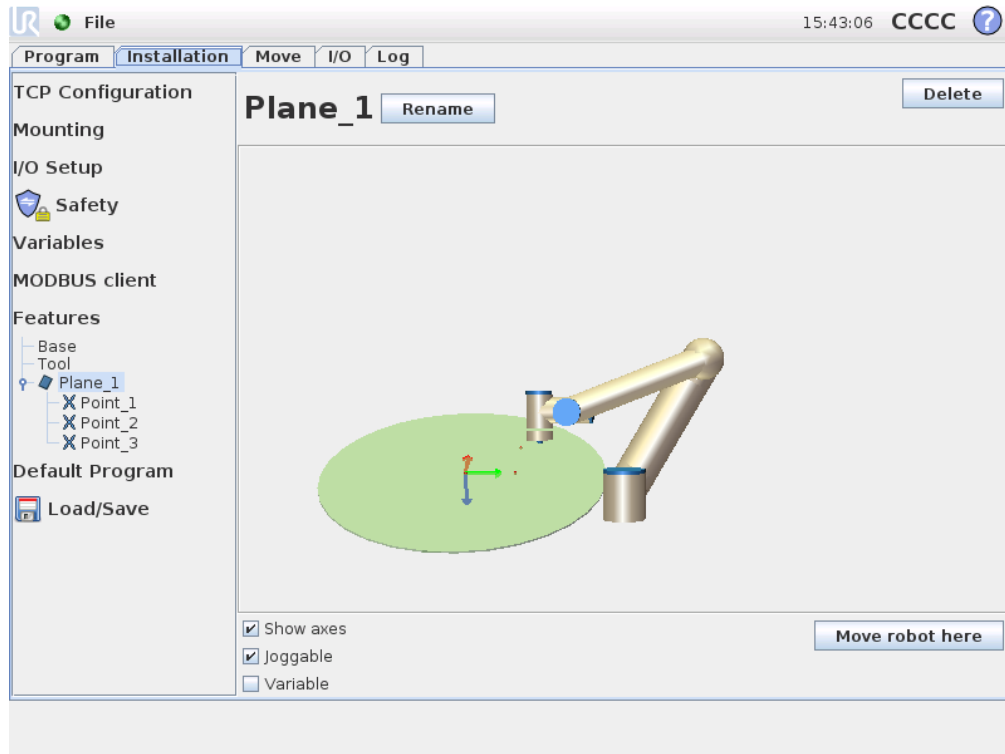 UR File 15:43:06 CCCC ?
Program Installation Move I/O Log
TCP Configuration
Mounting
I/O Setup
Safety
Variables
MODBUS client
Features
Base
Tool
Plane_1
Point_1
Point_2
Point_3
Default Program
Load/Save
Plane_1 Rename Delete
Show axes
Joggable
Variable
Move robot here